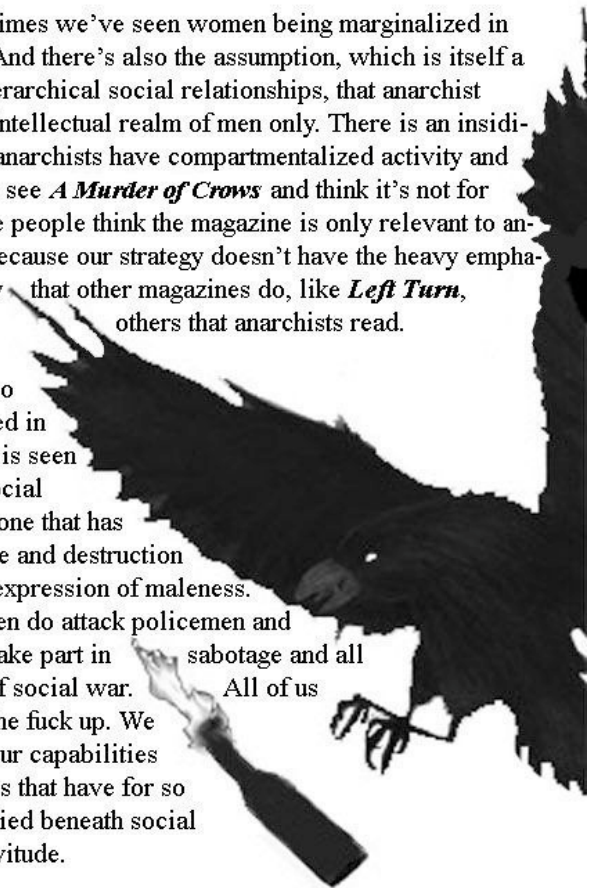 imes we’ve seen women being marginalized in
And there’s also the assumption, which is itself a
erarchical social relationships, that anarchist
ntellectual realm of men only. There is an insidi-
anarchists have compartmentalized activity and
see A Murder of Crows and think it’s not for
e people think the magazine is only relevant to an-
ecause our strategy doesn’t have the heavy empha-
that other magazines do, like Left Turn,
others that anarchists read.
o
ed in
is seen
cial
one that has
e and destruction
expression of maleness.
en do attack policemen and
ake part in sabotage and all
f social war. All of us
he fuck up. We
ur capabilities
s that have for so
ied beneath social
vitude.